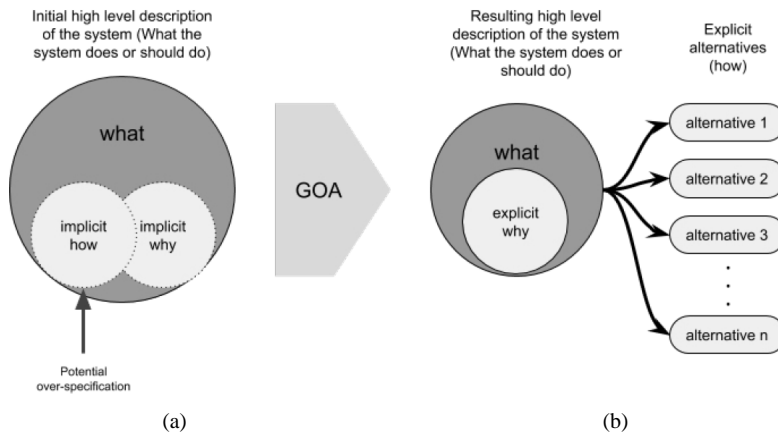 Initial high level description
of the system (What the
system does or should do)
what
implicit
how
implicit
why
Potential
over-specification
(a)
GOA
Resulting high level
description of the system
(What the system does or
should do)
what
explicit
why
Explicit
alternatives
(how)
alternative 1
alternative 2
alternative 3
alternative n
(b)